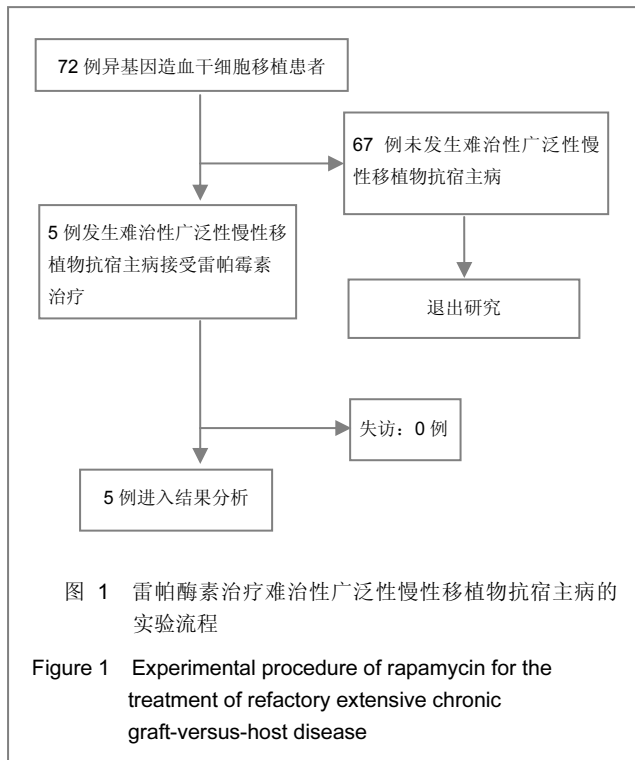 72 例异基因造血干细胞移植患者
67 例未发生难治性广泛性慢
性移植物抗宿主病
5 例发生难治性广泛性慢性移
植物抗宿主病接受雷帕霉素
治疗
退出研究
失访：0 例
5 例进入结果分析
图 1 雷帕酶素治疗难治性广泛性慢性移植物抗宿主病的
实验流程
Figure 1 Experimental procedure of rapamycin for the
treatment of refactory extensive chronic
graft-versus-host disease